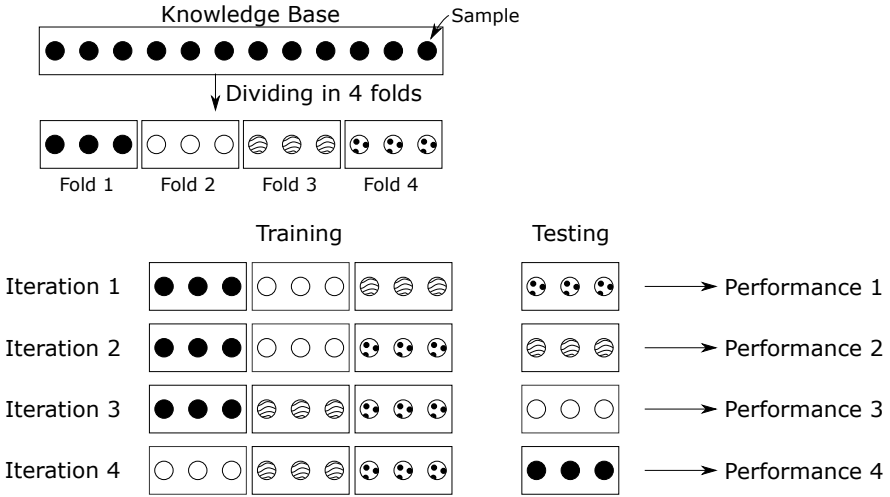 Knowledge Base
Sample
Dividing in 4 folds
Fold 1 Fold 2 Fold 3 Fold 4
Training Testing
Iteration 1 Performance 1
Iteration 2 Performance 2
Iteration 3 Performance 3
Iteration 4 Performance 4